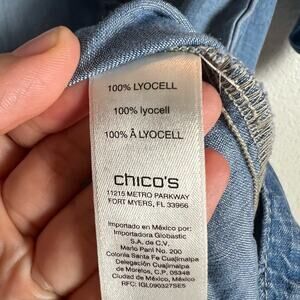 100% LYOCELL
100% lyocell
100% Â LYOCELL
chico's
11215 METRO PARKWAY
FORT MYERS, FL 33966
Importado en México por:
Importadora Globastic
S.A. de C.V.
Mario Pani No. 200
Colonia Santa Fe Cuajimalpa
Delegación Cuajimalpa
de Morelos, C.P. 05348
Ciudad de México, México
RFC: IGL090327SE5